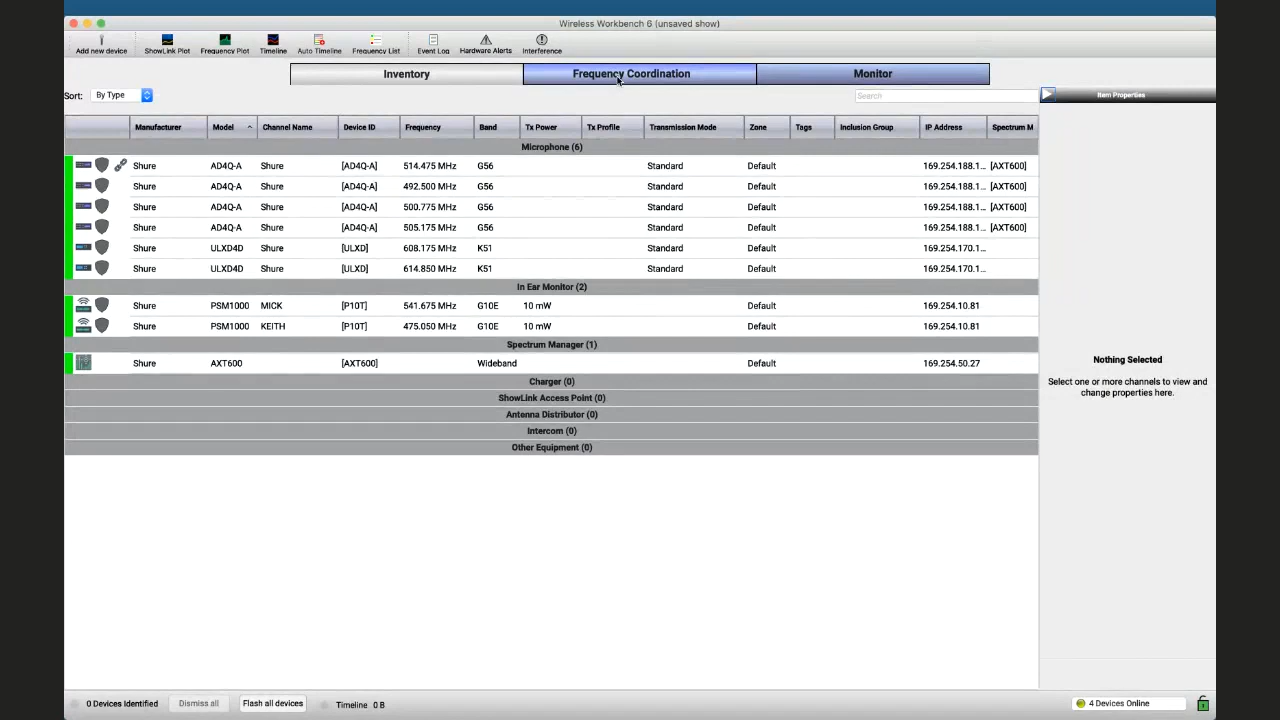 Wireless Workbench 6 (unsaved show)
Add new device ShowLink Plot Frequency Plot Timeline Auto Timeline Frequency List Event Log Hardware Alerts Interference
Inventory Frequency Coordination Monitor
Sort: By Type Search Item Properties
Manufacturer Model Channel Name Device ID Frequency Band Tx Power Tx Profile Transmission Mode Zone Tags Inclusion Group IP Address Spectrum M
Microphone (6)
Shure AD4Q-A Shure [AD4Q-A] 514.475 MHz G56 Standard Default 169.254.188.1... [AXT600]
Shure AD4Q-A Shure [AD4Q-A] 492.500 MHz G56 Standard Default 169.254.188.1... [AXT600]
Shure AD4Q-A Shure [AD4Q-A] 500.775 MHz G56 Standard Default 169.254.188.1... [AXT600]
Shure AD4Q-A Shure [AD4Q-A] 505.175 MHz G56 Standard Default 169.254.188.1... [AXT600]
Shure ULXD4D Shure [ULXD] 608.175 MHz K51 Standard Default 169.254.170.1...
Shure ULXD4D Shure [ULXD] 614.850 MHz K51 Standard Default 169.254.170.1...
In Ear Monitor (2)
Shure PSM1000 MICK [P10T] 541.675 MHz G10E 10 mW Default 169.254.10.81
Shure PSM1000 KEITH [P10T] 475.050 MHz G10E 10 mW Default 169.254.10.81
Spectrum Manager (1)
Shure AXT600 [AXT600] Wideband Default 169.254.50.27
Charger (0)
ShowLink Access Point (0)
Antenna Distributor (0)
Intercom (0)
Other Equipment (0)
Nothing Selected
Select one or more channels to view and
change properties here.
0 Devices Identified Dismiss all Flash all devices Timeline 0 B 4 Devices Online